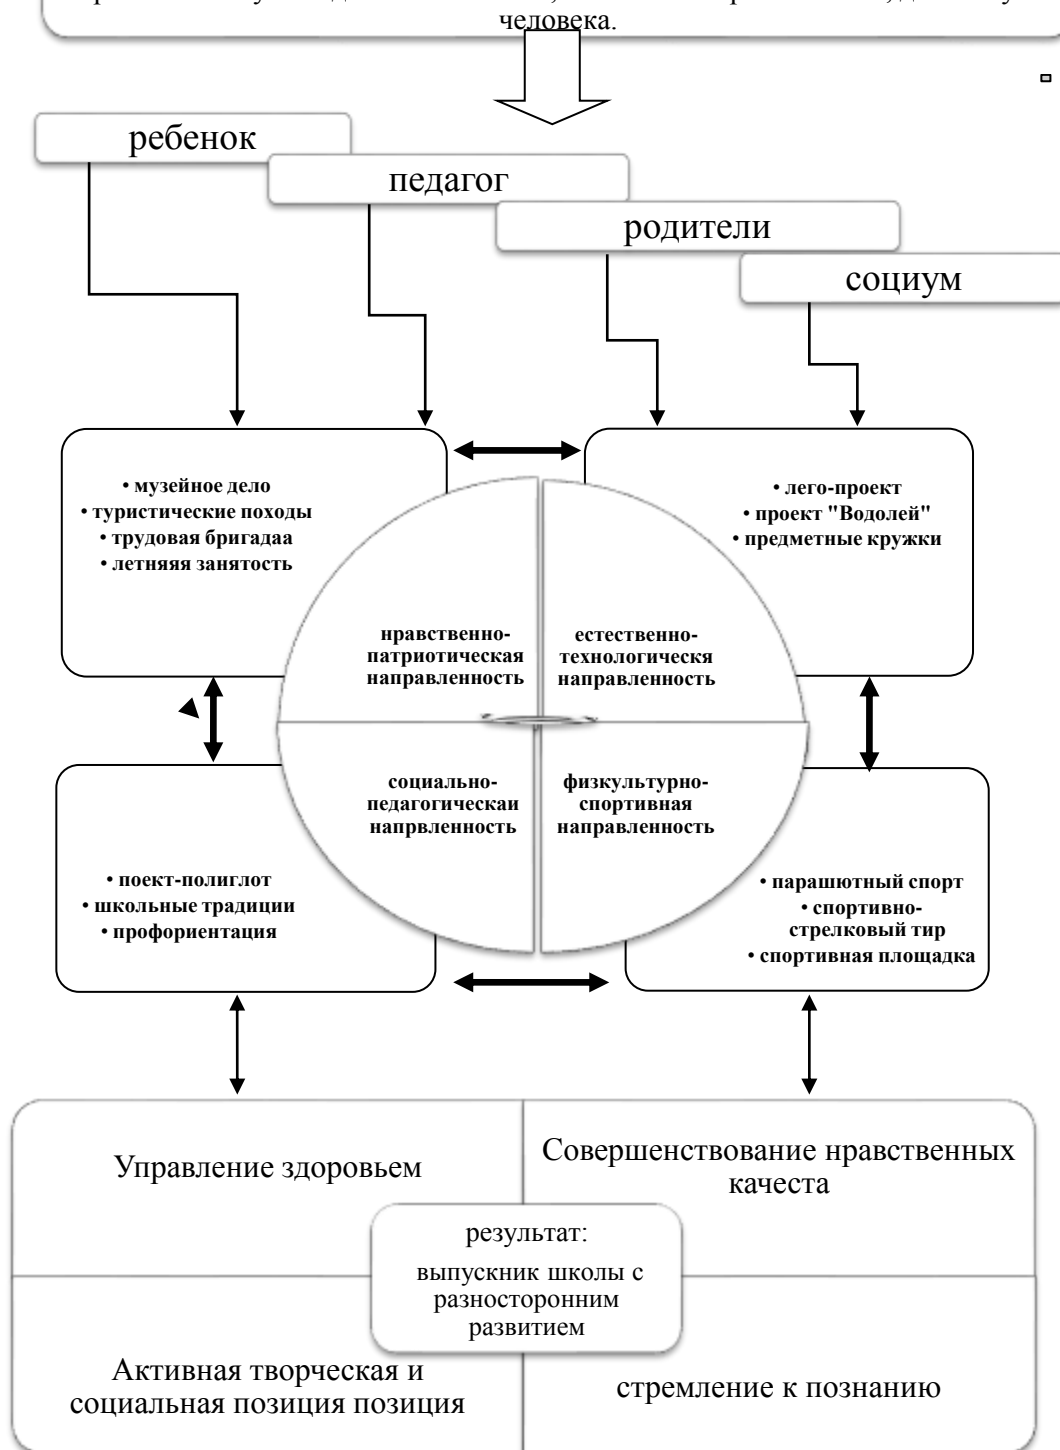 человека.
ребенок
педагог
родители
социум
• музейное дело
• туристические походы
• трудовая бригадаа
• летняяя занятость
• лего-проект
• проект "Водолей"
• предметные кружки
нравственно-
патриотическая
направленность
естественно-
технологическя
направленность
социально-
педагогическаи
напрвленность
физкультурно-
спортивная
направленность
• поект-полиглот
• школьные традиции
• профориентация
• парашютный спорт
• спортивно-
стрелковый тир
• спортивная площадка
Управление здоровьем
Совершенствование нравственных
качеста
результат:
выпускник школы с
разносторонним
развитием
Активная творческая и
социальная позиция позиция
стремление к познанию